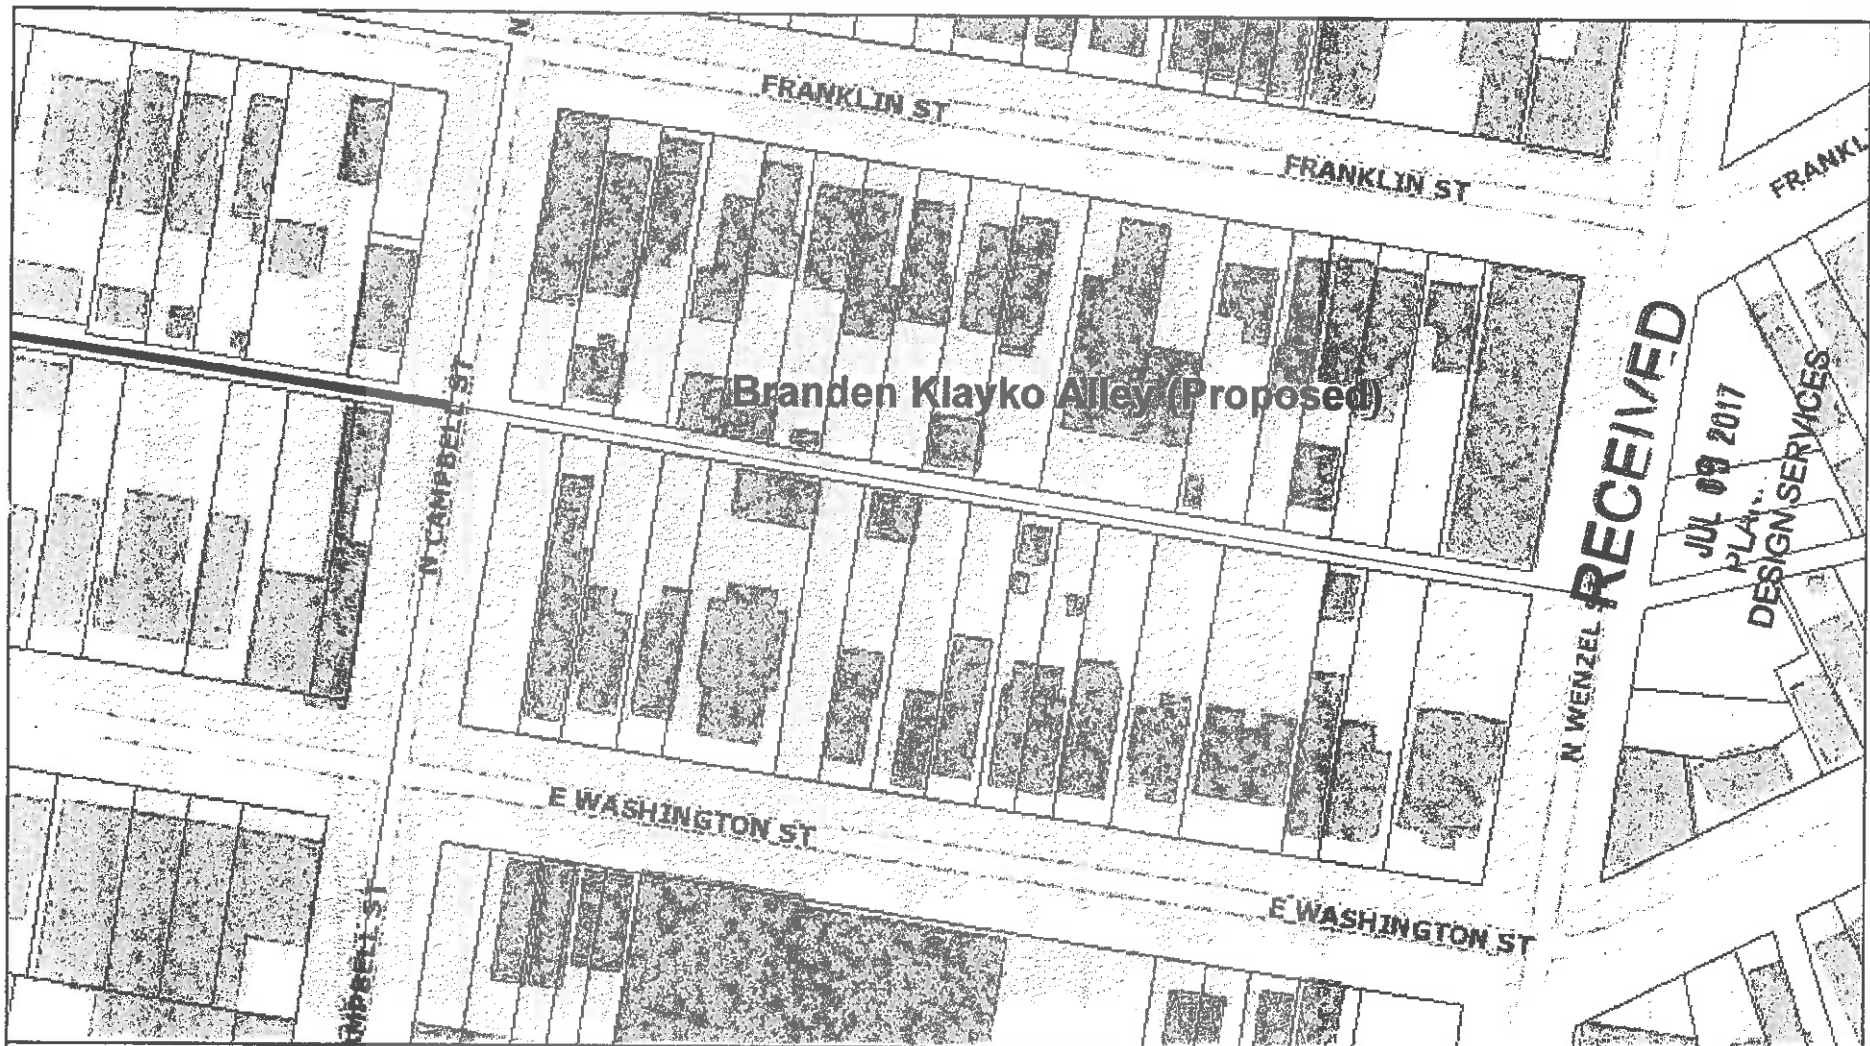 N
FRANKLIN ST
FRANKLIN ST
FRANKL
Branden Klayko Alley (Proposed)
N CAMPBELL ST
RECEIVED
JUL 2017
DESIGN SERVICES
N WENZEL
E WASHINGTON ST
E WASHINGTON ST
MPBELL ST